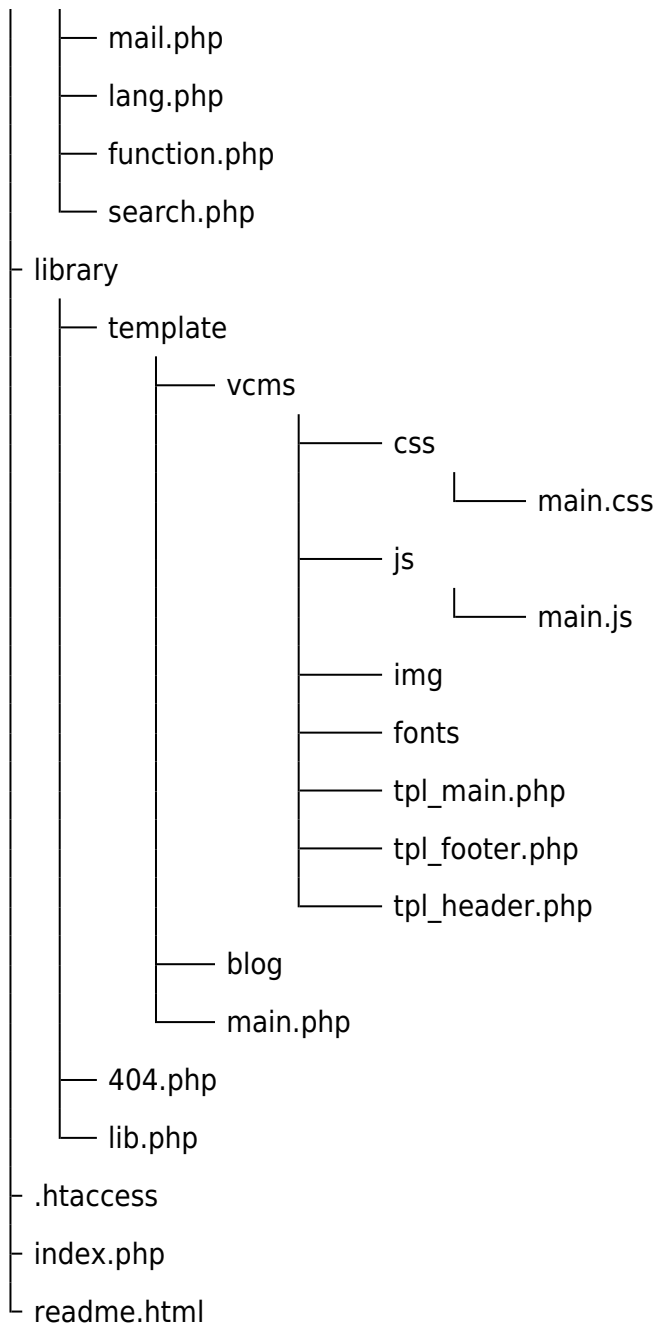 mail.php
lang.php
function.php
search.php
library
template
vcms
css
main.css
js
main.js
img
fonts
tpl_main.php
tpl_footer.php
tpl_header.php
blog
main.php
404.php
lib.php
.htaccess
index.php
readme.html